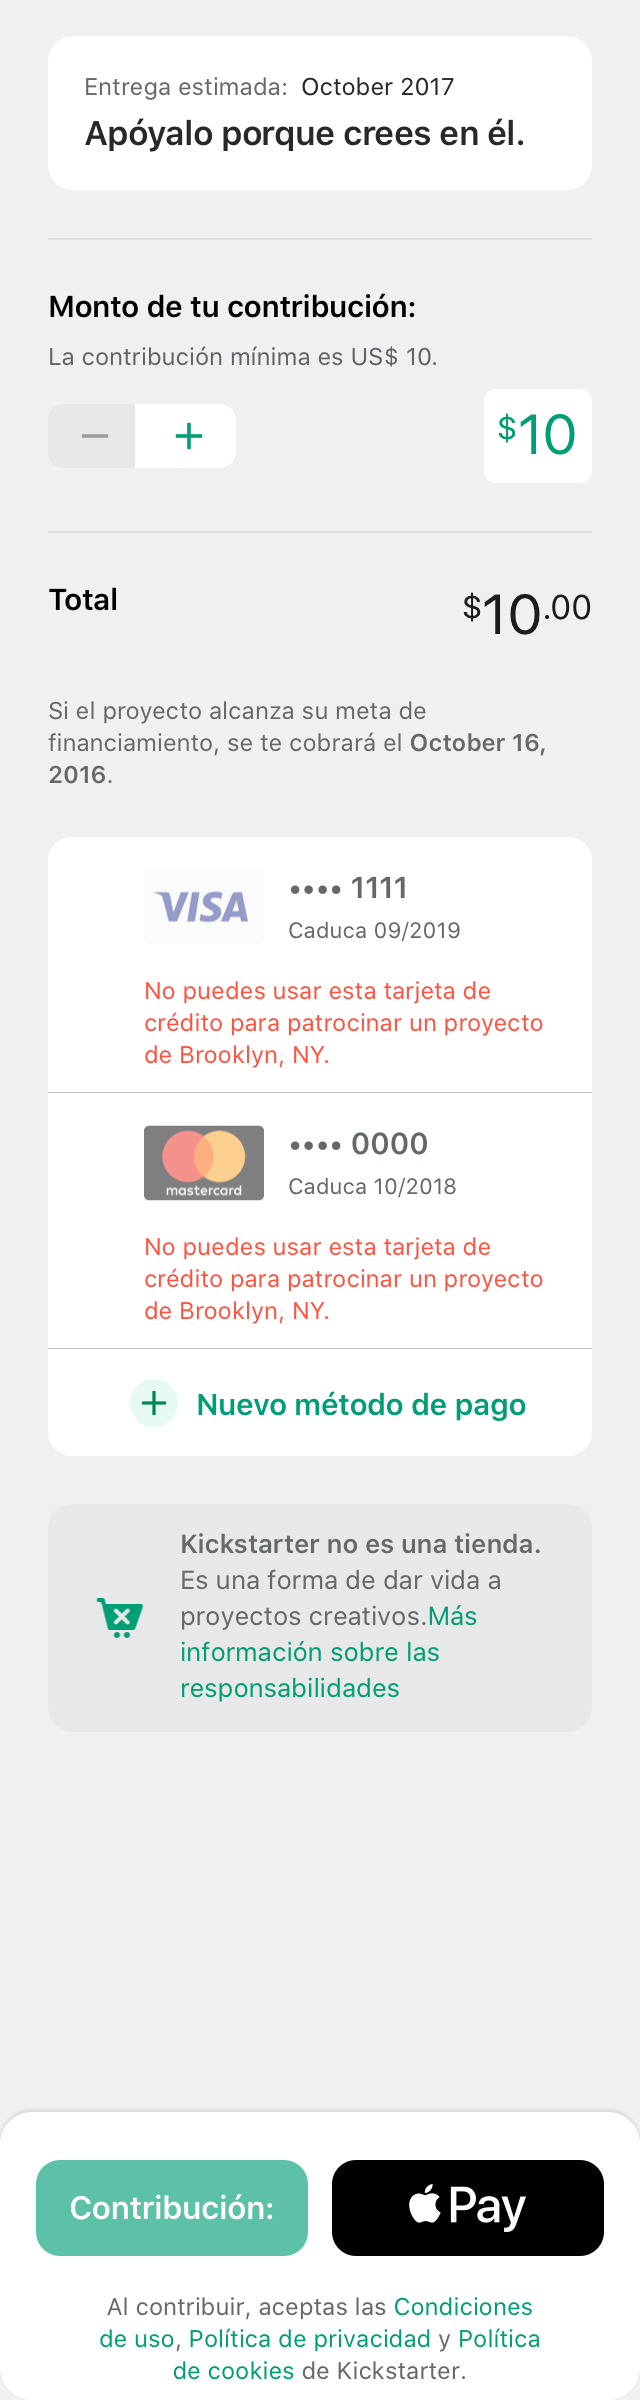 Entrega estimada: October 2017
Apóyalo porque crees en él.
Monto de tu contribución:
La contribución mínima es US$ 10.
$10
Total
$10.00
Si el proyecto alcanza su meta de
financiamiento, se te cobrará el October 16,
2016.
VISA
•••• 1111
Caduca 09/2019
No puedes usar esta tarjeta de
crédito para patrocinar un proyecto
de Brooklyn, NY.
mastercard
•••• 0000
Caduca 10/2018
No puedes usar esta tarjeta de
crédito para patrocinar un proyecto
de Brooklyn, NY.
Nuevo método de pago
Kickstarter no es una tienda.
Es una forma de dar vida a
proyectos creativos.Más
información sobre las
responsabilidades
Contribución:
Pay
Al contribuir, aceptas las Condiciones
de uso, Política de privacidad y Política
de cookies de Kickstarter.